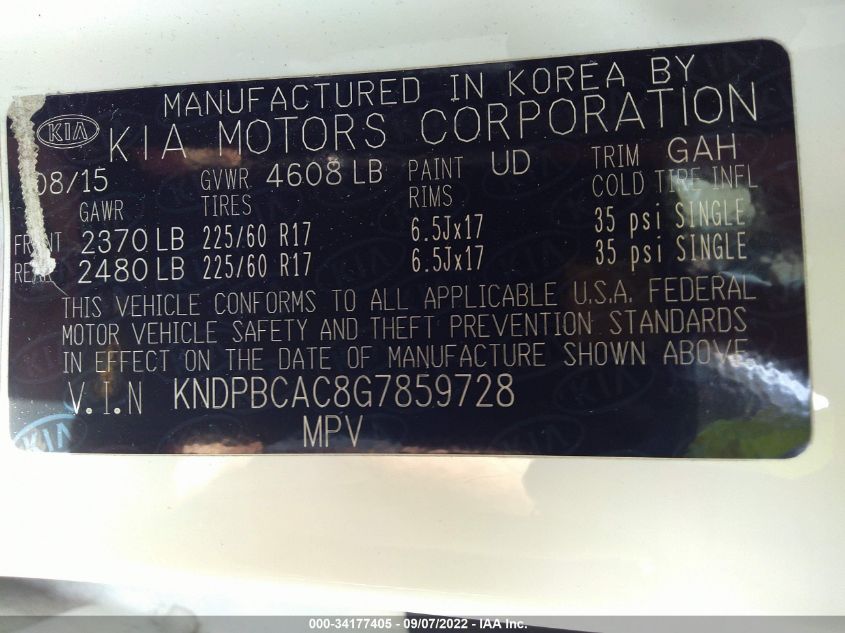 MANUFACTURED IN KOREA BY
KIA KIA MOTORS CORPORATION
08/15 GVWR 4608 LB PAINT UD TRIM GAH
GAWR TIRES RIMS COLD TIRE INFL
FRONT 2370 LB 225/60 R17 6.5Jx17 35 psi SINGLE
REAR 2480 LB 225/60 R17 6.5Jx17 35 psi SINGLE
THIS VEHICLE CONFORMS TO ALL APPLICABLE U.S.A. FEDERAL
MOTOR VEHICLE SAFETY AND THEFT PREVENTION STANDARDS
IN EFFECT ON THE DATE OF MANUFACTURE SHOWN ABOVE
V.I.N KNDPBCAC8G7859728
MPV
000-34177405 - 09/07/2022 - IAA Inc.